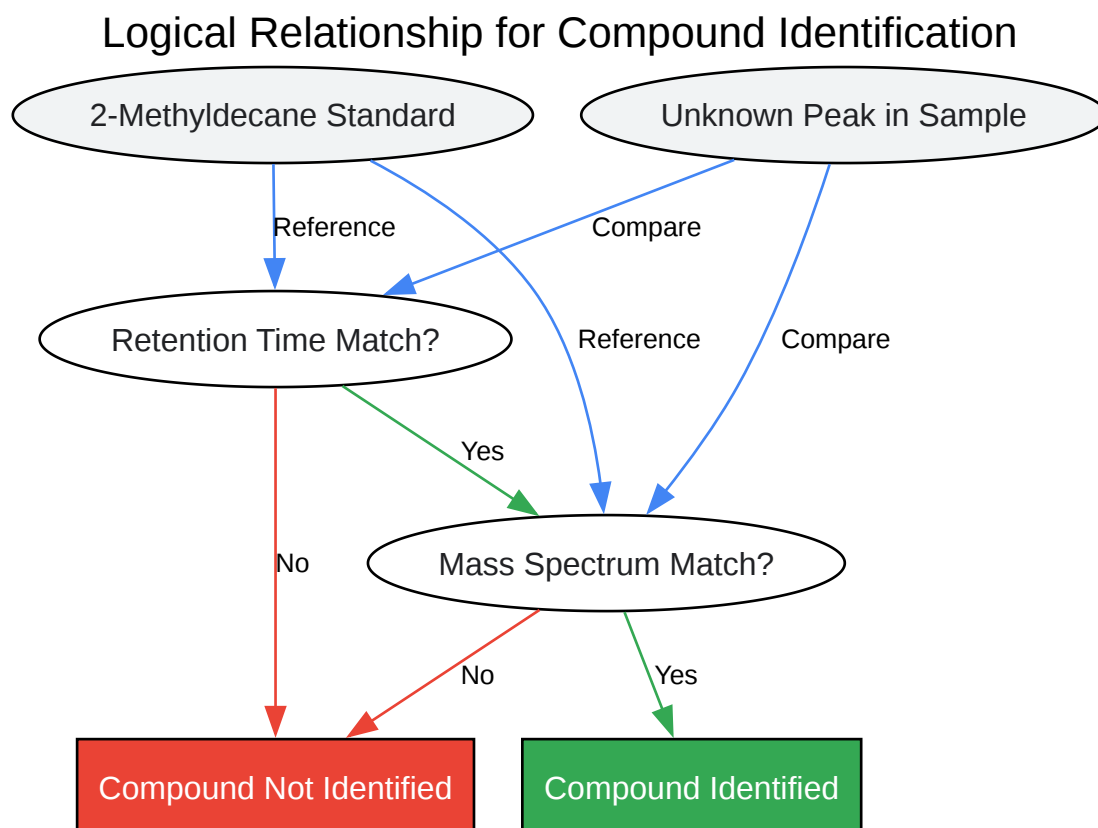 Logical Relationship for Compound Identification
2-Methyldecane Standard
Unknown Peak in Sample
Reference
Compare
Retention Time Match?
Reference
Compare
Yes
No
Mass Spectrum Match?
No
Yes
Compound Not Identified
Compound Identified